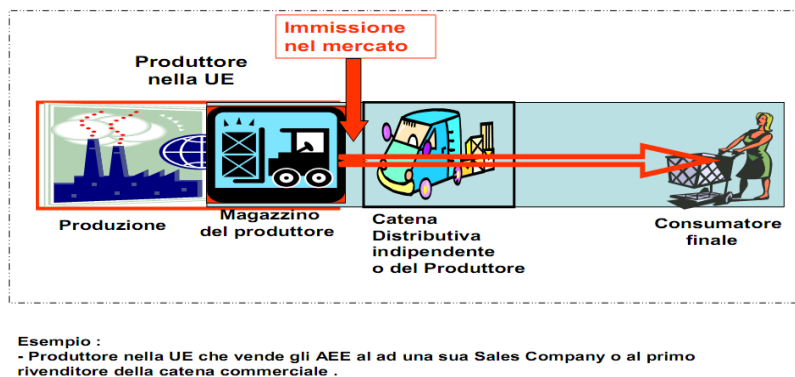 Immissione
nel mercato
Produttore
nella UE
Produzione
Magazzino
del produttore
Catena
Distributiva
indipendente
o del Produttore
Consumatore
finale
Esempio :
- Produttore nella UE che vende gli AEE al ad una sua Sales Company o al primo
rivenditore della catena commerciale .